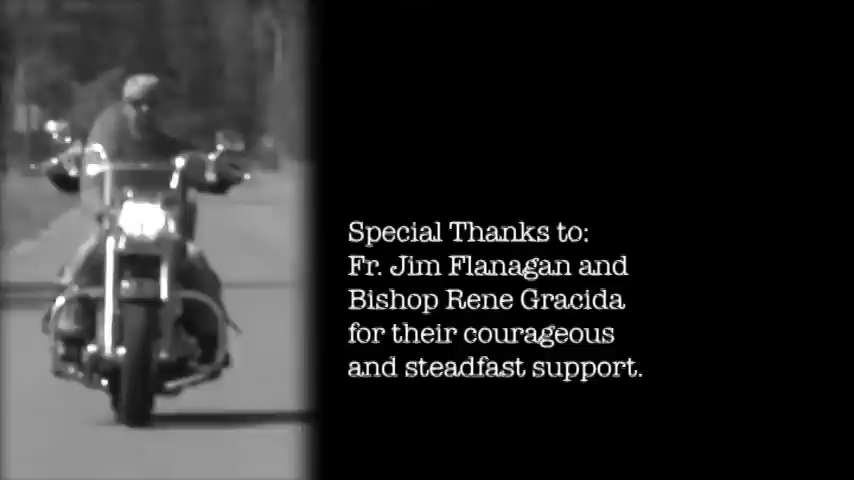 Special Thanks to:
Fr. Jim Flanagan and
Bishop Rene Gracida
for their courageous
and steadfast support.